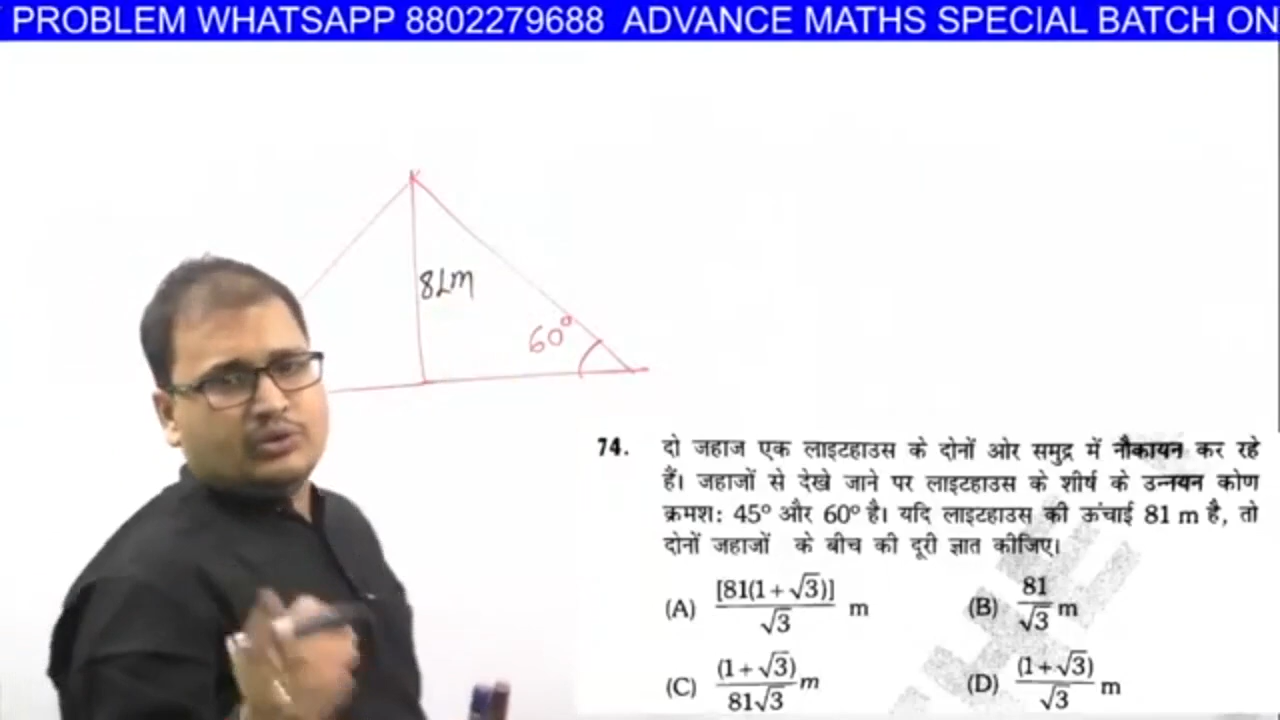 PROBLEM WHATSAPP 8802279688 ADVANCE MATHS SPECIAL BATCH ON
81m
60°
74. दो जहाज एक लाइटहाउस के दोनों ओर समुद्र में नौकायन कर रहे
हैं। जहाजों से देखे जाने पर लाइटहाउस के शीर्ष के उन्नयन कोण
क्रमश: 45° और 60° है। यदि लाइटहाउस की ऊंचाई 81 m है, तो
दोनों जहाजों के बीच की दूरी ज्ञात कीजिए।
(A) [81(1+√3)]/√3 m (B) 81/√3 m
(C) (1+√3)/81√3 m (D) (1+√3)/√3 m